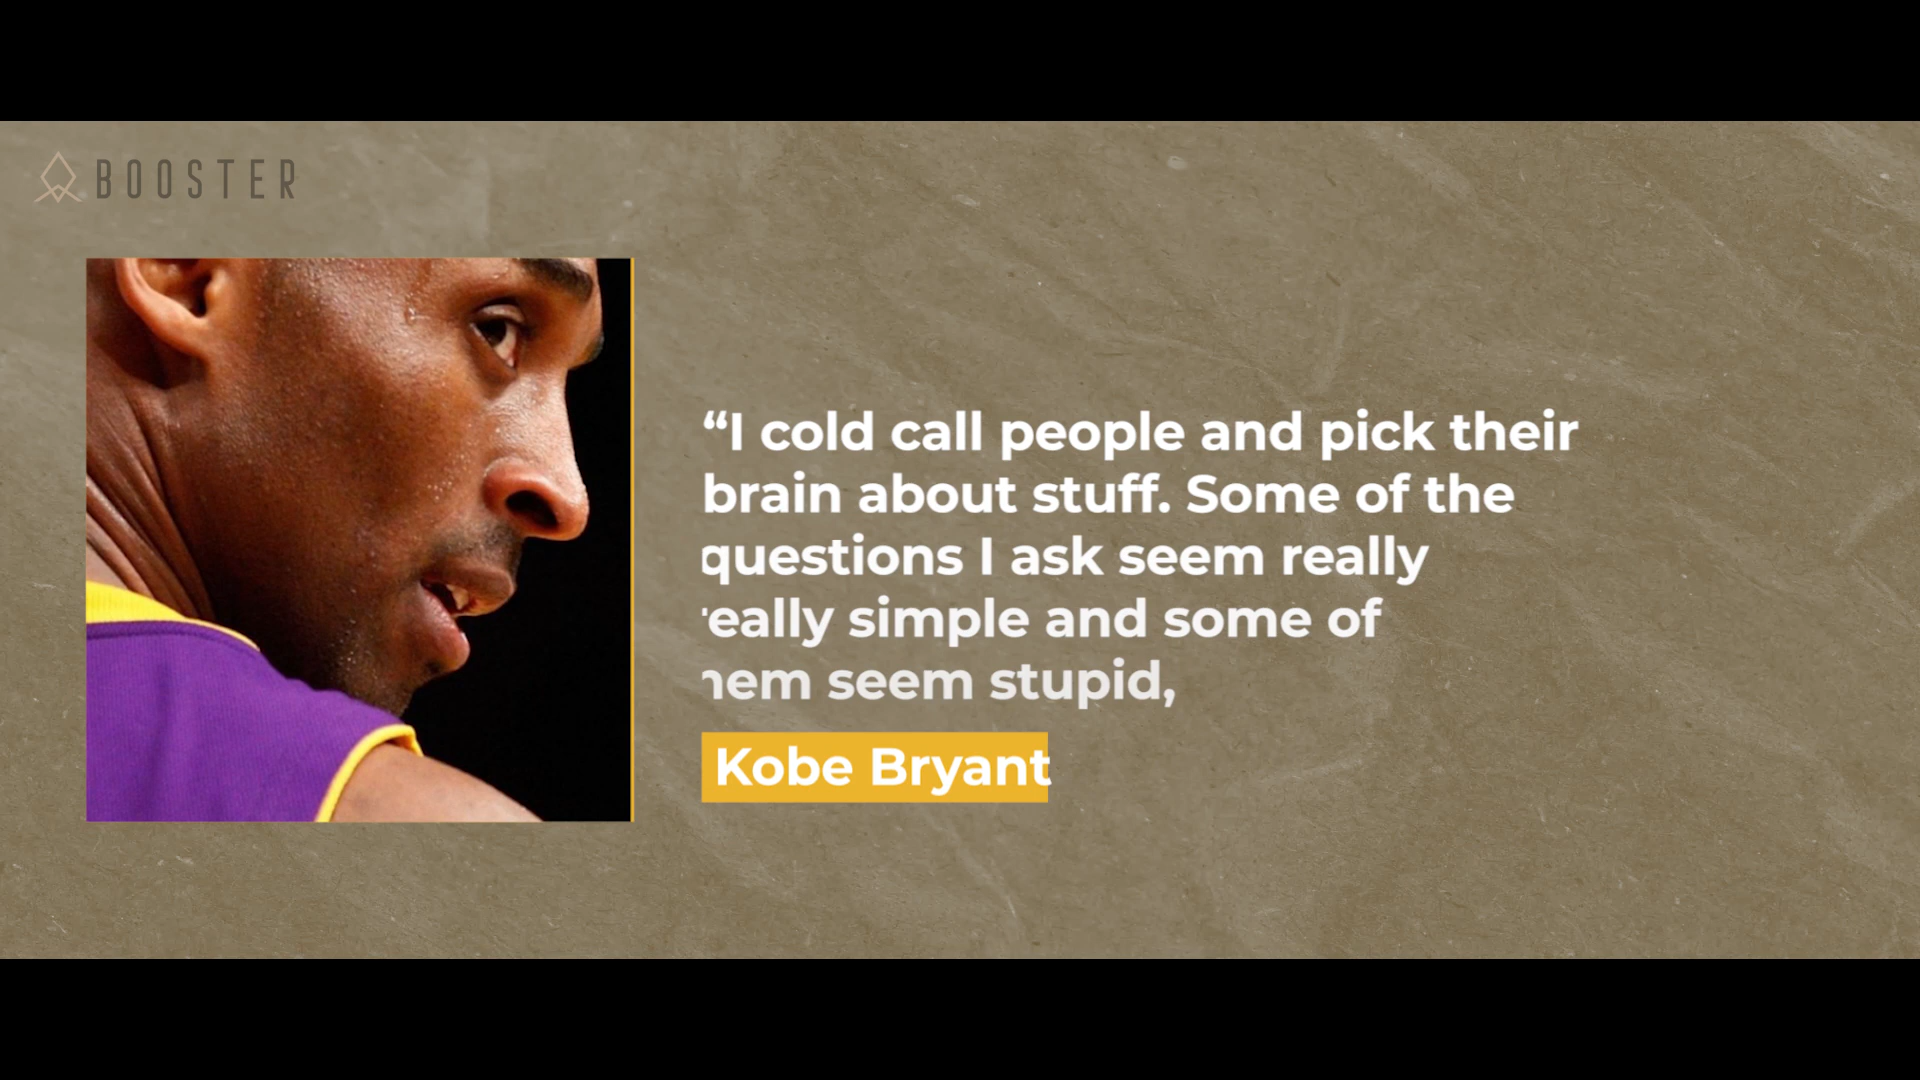 BOOSTER
“I cold call people and pick their
brain about stuff. Some of the
questions I ask seem really
eally simple and some of
hem seem stupid,
Kobe Bryant